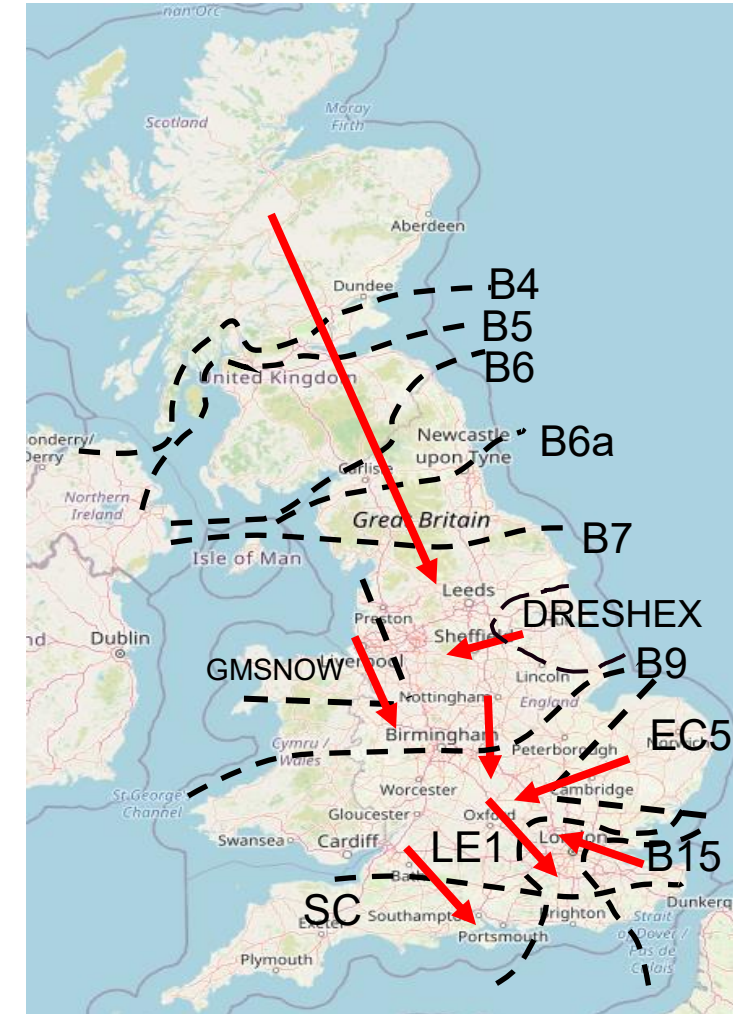 nan Orc
Moray
Firth
Scotland
Aberdeen
Dundee
B4
B5
United Kingdom
B6
onderry/
Derry
Newcastle
upon Tyne
B6a
Carlisle
Northern
Ireland
Great Britain
B7
Isle of Man
Leeds
Preston
DRESHEX
Dublin
Sheffield
Liverpool
GMSNOW
Lincoln
B9
Nottingham
England
EC5
Birmingham
Norwich
Cymru /
Wales
Peterborough
St George's
Channel
Worcester
Cambridge
Gloucester
Oxford
Swansea
Cardiff
LE1
London
B15
Bath
Dunkerq
SC
Exeter
Southampton
Brighton
Strait
of Dover /
Pas de
Calais
Portsmouth
Plymouth